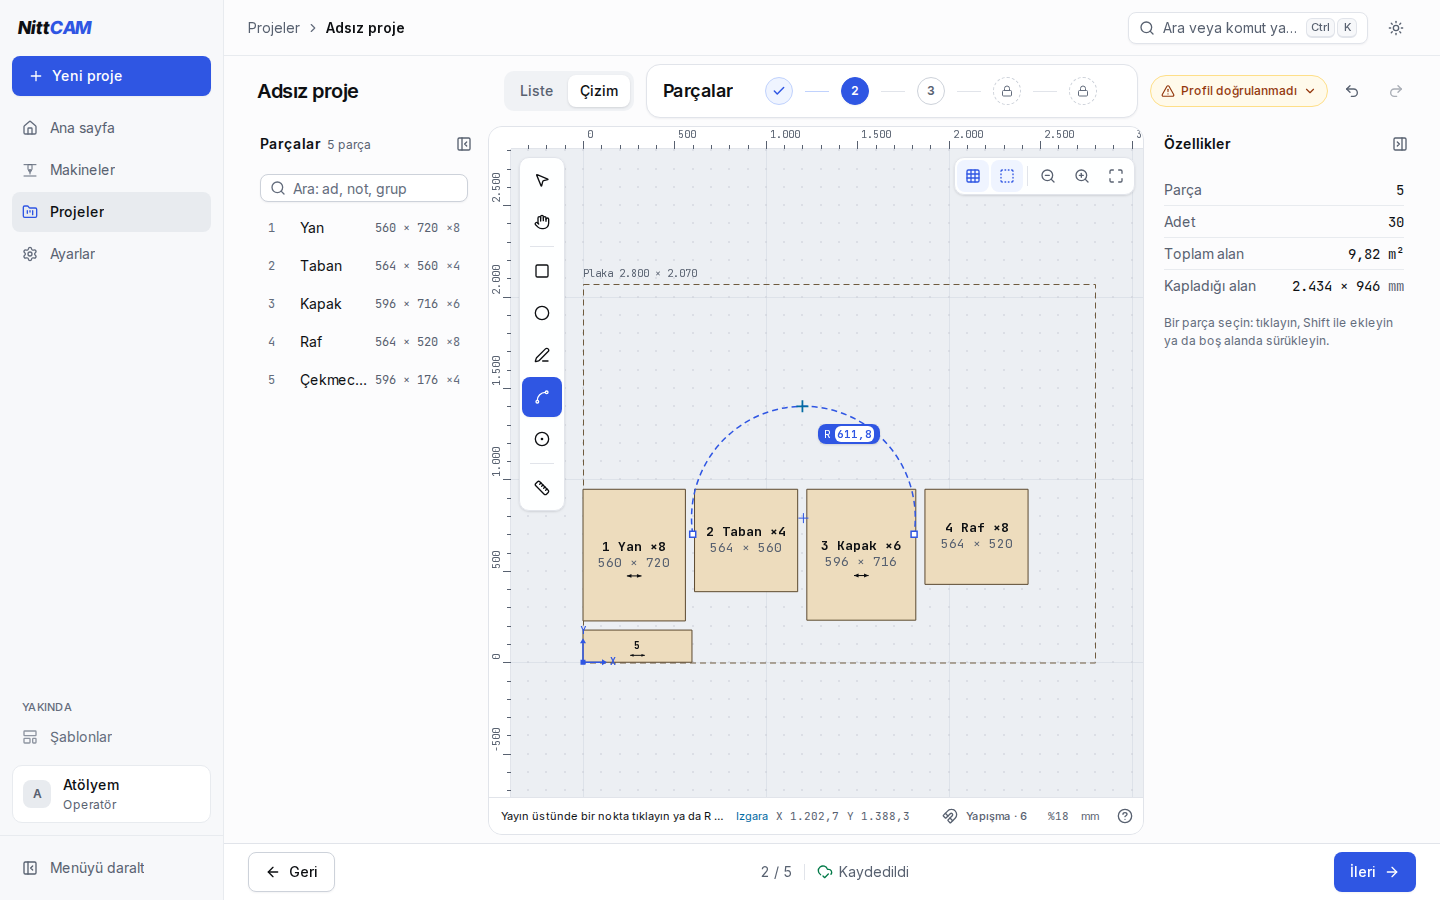 NittCAM
Yeni proje
Ana sayfa
Makineler
Projeler
Ayarlar
YAKINDA
Şablonlar
A
Atölyem
Operatör
Menüyü daralt
Projeler > Adsız proje
Ara veya komut ya... Ctrl K
Adsız proje
Liste Çizim
Parçalar 2 3
Profil doğrulanmadı
Parçalar 5 parça
Ara: ad, not, grup
1 Yan 560 × 720 ×8
2 Taban 564 × 560 ×4
3 Kapak 596 × 716 ×6
4 Raf 564 × 520 ×8
5 Çekmec... 596 × 176 ×4
0 500 1.000 1.500 2.000 2.500 3
2.500
2.000
1.500
1.000
500
0
-500
Plaka 2.800 × 2.070
R 611,8
1 Yan ×8
560 × 720
2 Taban ×4
564 × 560
3 Kapak ×6
596 × 716
4 Raf ×8
564 × 520
5
Y
X
Yayın üstünde bir nokta tıklayın ya da R ... Izgara X 1.202,7 Y 1.388,3 Yapışma · 6 %18 mm
Özellikler
Parça 5
Adet 30
Toplam alan 9,82 m²
Kapladığı alan 2.434 × 946 mm
Bir parça seçin: tıklayın, Shift ile ekleyin
ya da boş alanda sürükleyin.
Geri
2 / 5 Kaydedildi
İleri